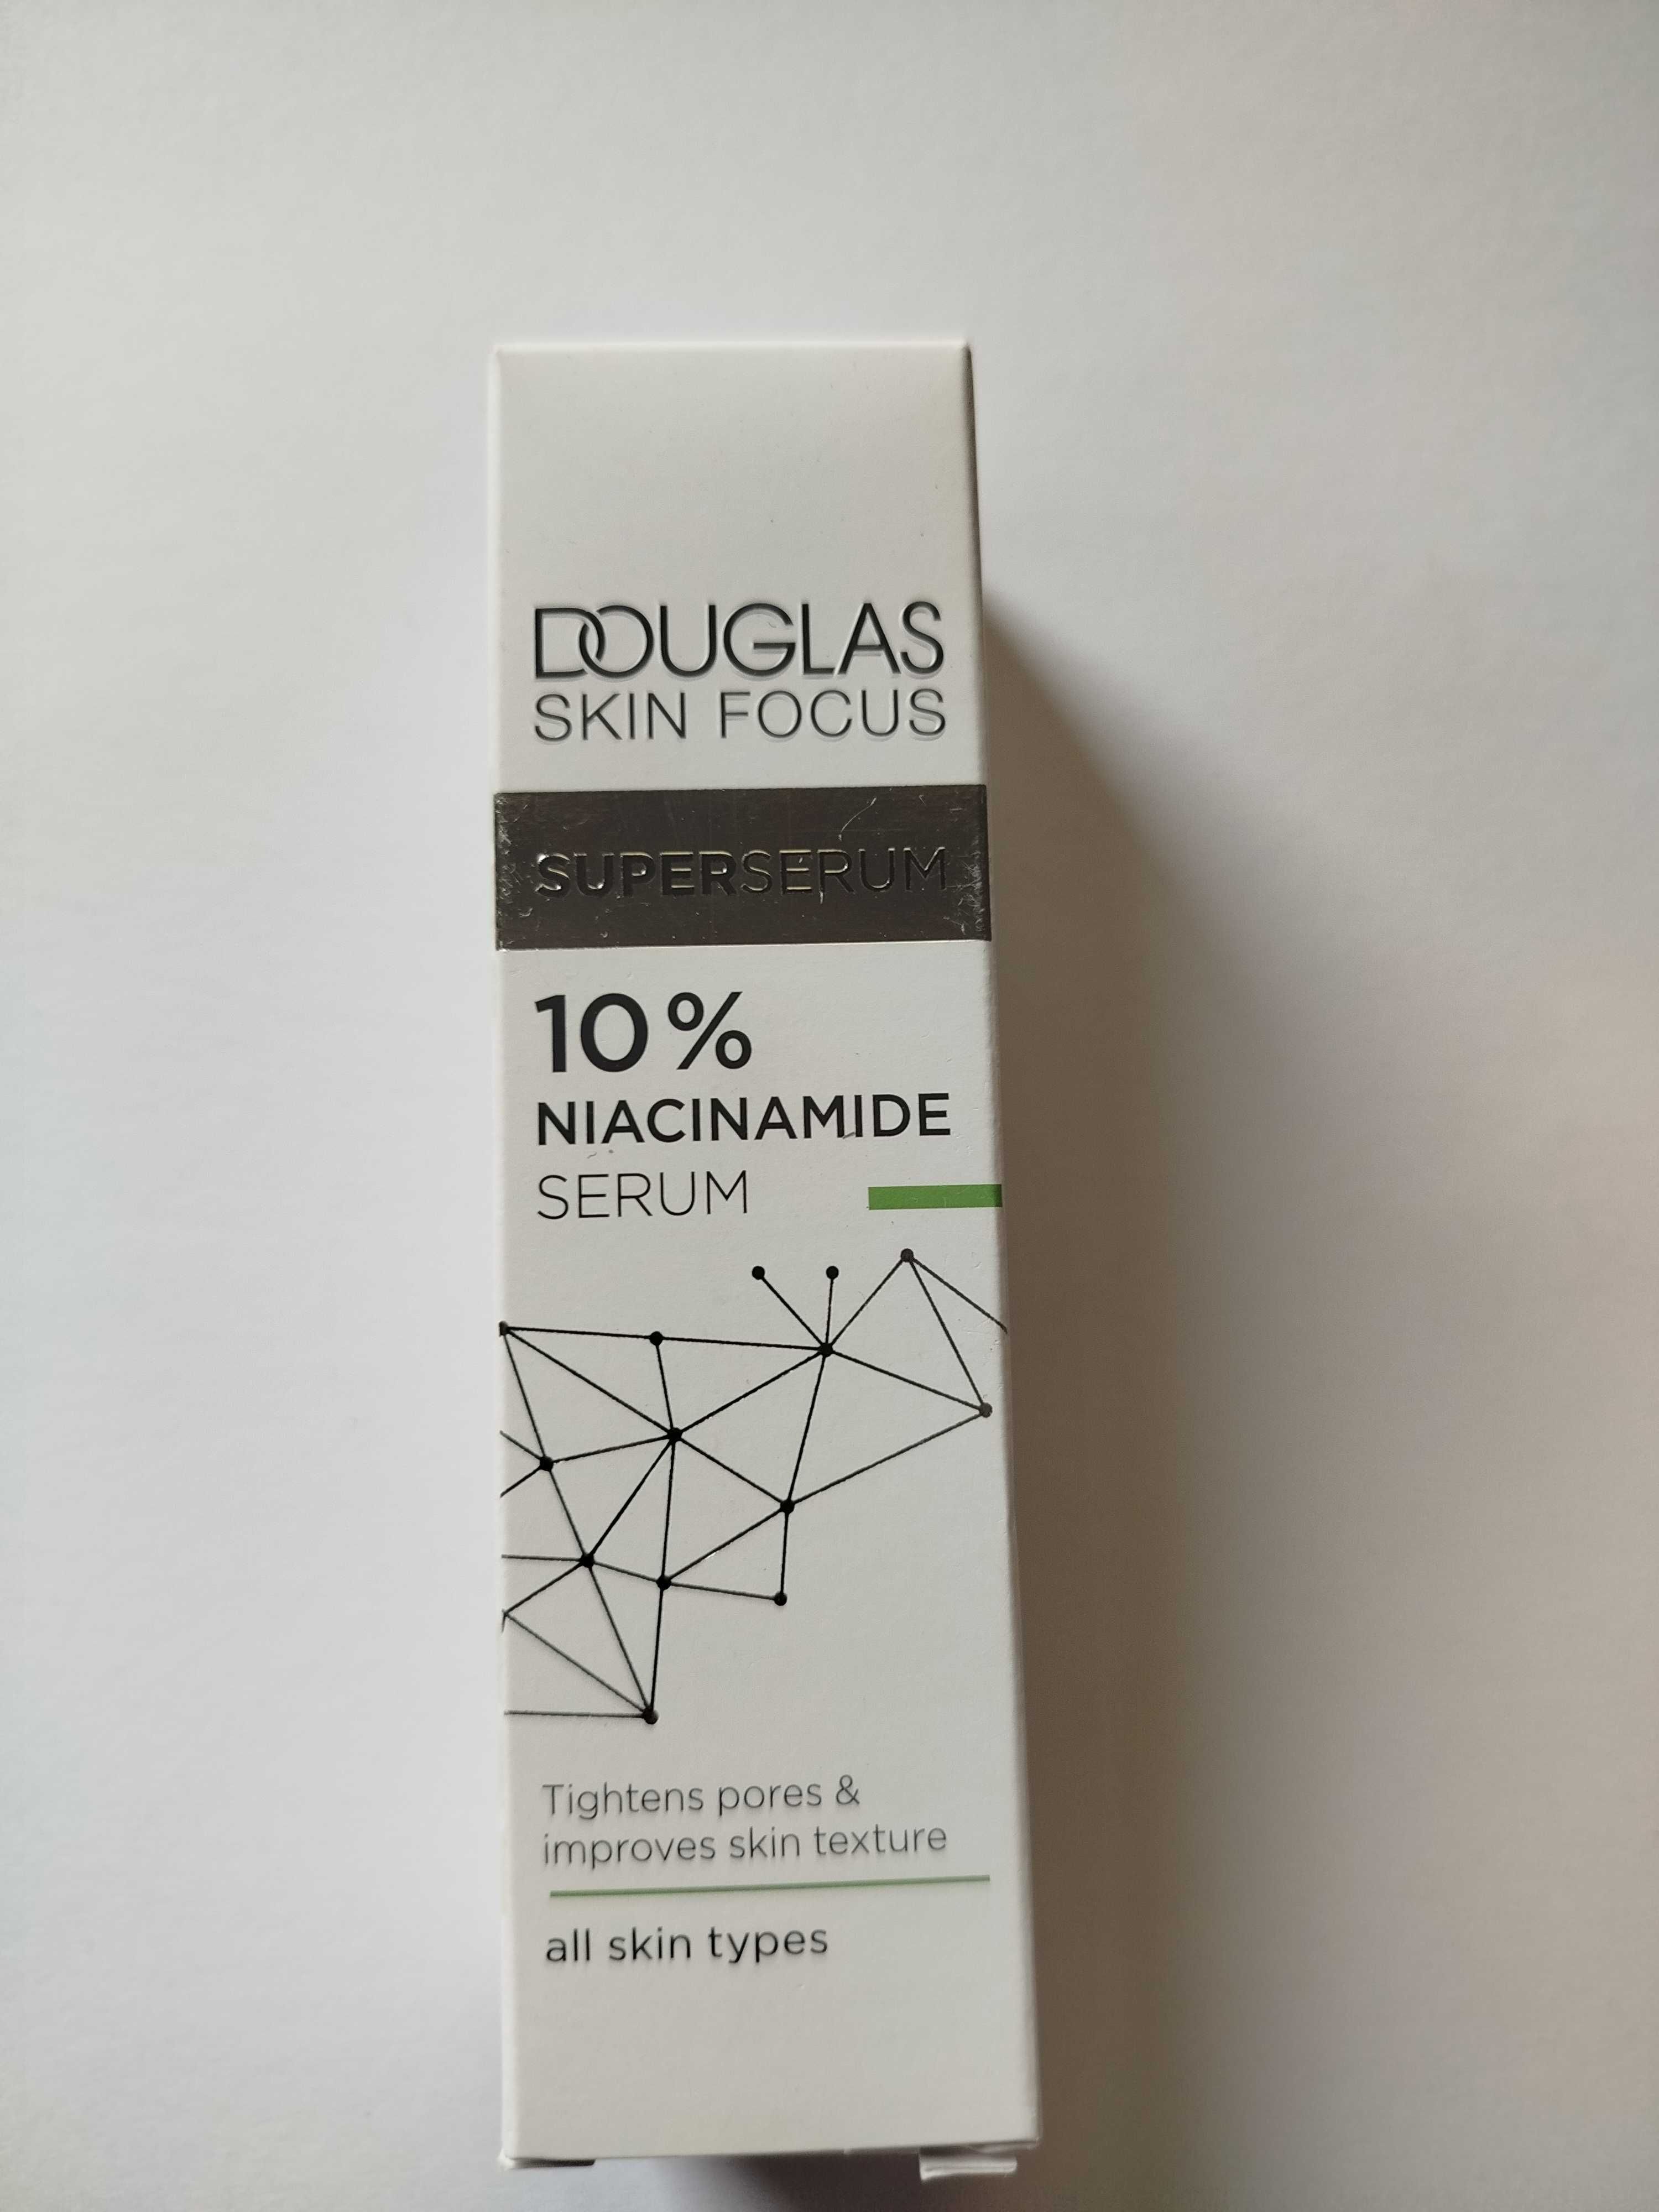 DOUGLAS
SKIN FOCUS
SUPERSERUM
10%
NIACINAMIDE
SERUM
Tightens pores &
improves skin texture
all skin types